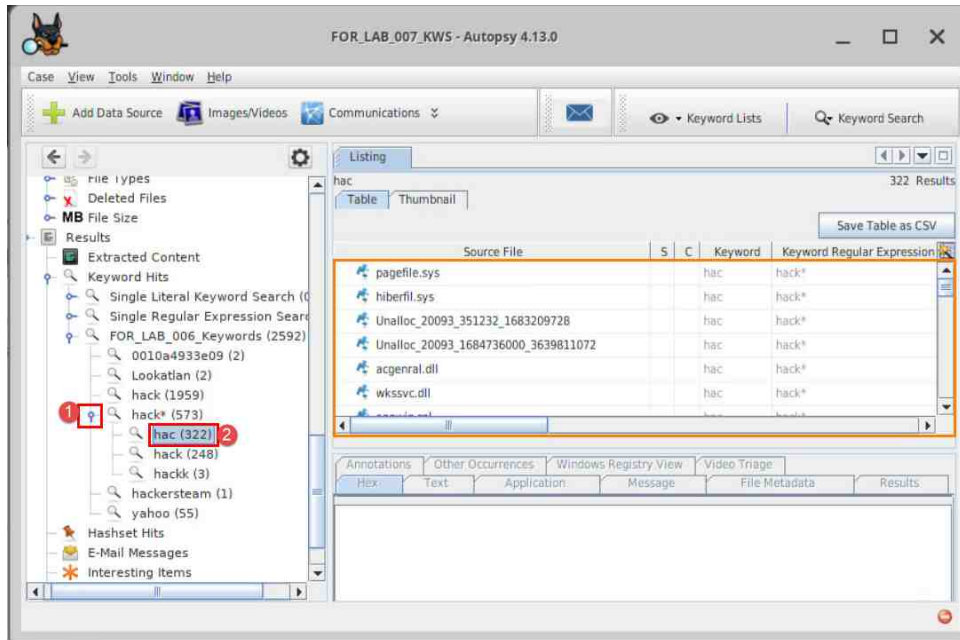 FOR_LAB_007_KWS - Autopsy 4.13.0
Case View Tools Window Help
Add Data Source Images/Videos Communications Keyword Lists Keyword Search
File Types
Deleted Files
MB File Size
Results
Extracted Content
Keyword Hits
Single Literal Keyword Search (0
Single Regular Expression Sear
FOR_LAB_006_Keywords (2592)
0010a4933e09 (2)
Lookatlan (2)
hack (1959)
1 hack* (573)
hac (322) 2
hack (248)
hackk (3)
hackersteam (1)
yahoo (55)
Hashset Hits
E-Mail Messages
Interesting Items
Listing
hac 322 Results
Table Thumbnail
Save Table as CSV
Source File S C Keyword Keyword Regular Expression
pagefile.sys hac hack*
hiberfil.sys hac hack*
Unalloc_20093_351232_1683209728 hac hack*
Unalloc_20093_1684736000_3639811072 hac hack*
acgenral.dll hac hack*
wkssvc.dll hac hack*
Annotations Other Occurrences Windows Registry View Video Triage
Hex Text Application Message File Metadata Results